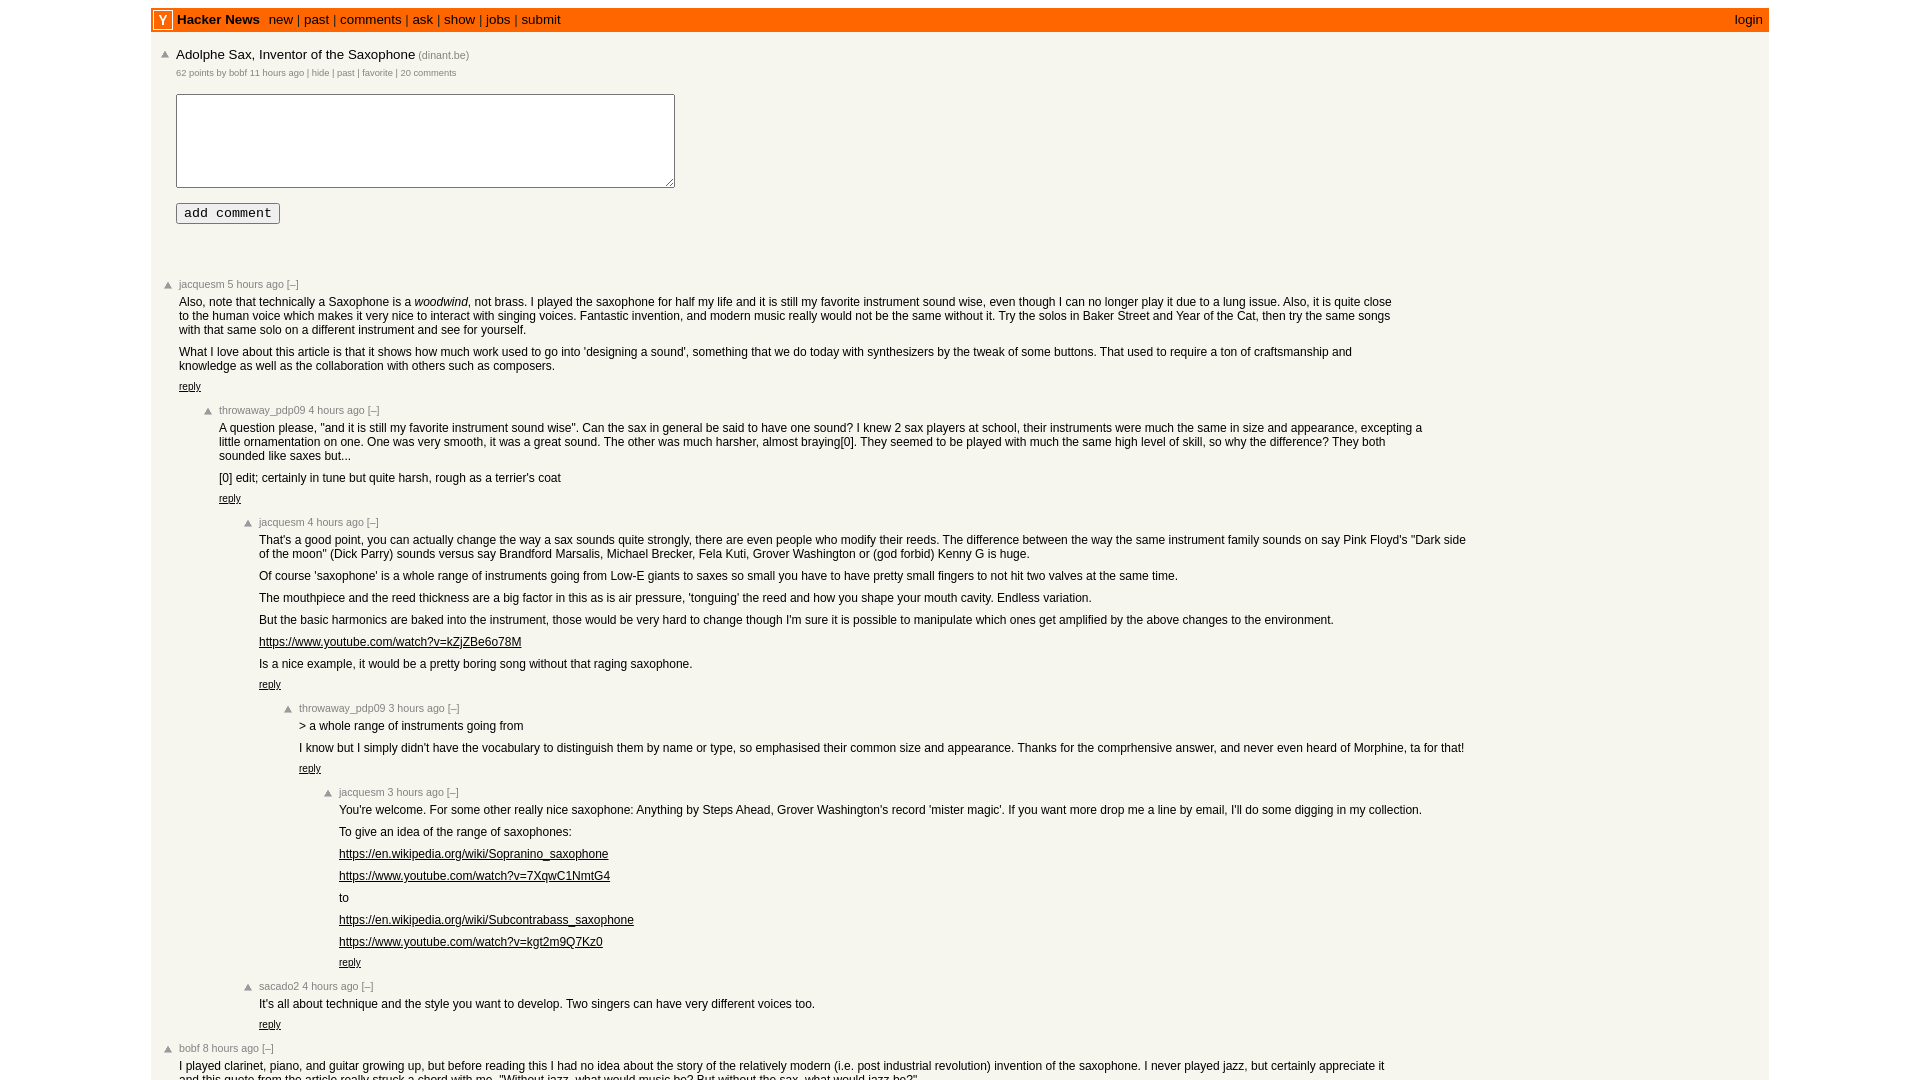 Y Hacker News new | past | comments | ask | show | jobs | submit login
Adolphe Sax, Inventor of the Saxophone (dinant.be)
62 points by bobf 11 hours ago | hide | past | favorite | 20 comments
add comment
jacquesm 5 hours ago [–]
Also, note that technically a Saxophone is a woodwind, not brass. I played the saxophone for half my life and it is still my favorite instrument sound wise, even though I can no longer play it due to a lung issue. Also, it is quite close
to the human voice which makes it very nice to interact with singing voices. Fantastic invention, and modern music really would not be the same without it. Try the solos in Baker Street and Year of the Cat, then try the same songs
with that same solo on a different instrument and see for yourself.
What I love about this article is that it shows how much work used to go into 'designing a sound', something that we do today with synthesizers by the tweak of some buttons. That used to require a ton of craftsmanship and
knowledge as well as the collaboration with others such as composers.
reply
throwaway_pdp09 4 hours ago [–]
A question please, "and it is still my favorite instrument sound wise". Can the sax in general be said to have one sound? I knew 2 sax players at school, their instruments were much the same in size and appearance, excepting a
little ornamentation on one. One was very smooth, it was a great sound. The other was much harsher, almost braying[0]. They seemed to be played with much the same high level of skill, so why the difference? They both
sounded like saxes but...
[0] edit; certainly in tune but quite harsh, rough as a terrier's coat
reply
jacquesm 4 hours ago [–]
That's a good point, you can actually change the way a sax sounds quite strongly, there are even people who modify their reeds. The difference between the way the same instrument family sounds on say Pink Floyd's "Dark side
of the moon" (Dick Parry) sounds versus say Brandford Marsalis, Michael Brecker, Fela Kuti, Grover Washington or (god forbid) Kenny G is huge.
Of course 'saxophone' is a whole range of instruments going from Low-E giants to saxes so small you have to have pretty small fingers to not hit two valves at the same time.
The mouthpiece and the reed thickness are a big factor in this as is air pressure, 'tonguing' the reed and how you shape your mouth cavity. Endless variation.
But the basic harmonics are baked into the instrument, those would be very hard to change though I'm sure it is possible to manipulate which ones get amplified by the above changes to the environment.
https://www.youtube.com/watch?v=kZjZBe6o78M
Is a nice example, it would be a pretty boring song without that raging saxophone.
reply
throwaway_pdp09 3 hours ago [–]
> a whole range of instruments going from
I know but I simply didn't have the vocabulary to distinguish them by name or type, so emphasised their common size and appearance. Thanks for the comprhensive answer, and never even heard of Morphine, ta for that!
reply
jacquesm 3 hours ago [–]
You're welcome. For some other really nice saxophone: Anything by Steps Ahead, Grover Washington's record 'mister magic'. If you want more drop me a line by email, I'll do some digging in my collection.
To give an idea of the range of saxophones:
https://en.wikipedia.org/wiki/Sopranino_saxophone
https://www.youtube.com/watch?v=7XqwC1NmtG4
to
https://en.wikipedia.org/wiki/Subcontrabass_saxophone
https://www.youtube.com/watch?v=kgt2m9Q7Kz0
reply
sacado2 4 hours ago [–]
It's all about technique and the style you want to develop. Two singers can have very different voices too.
reply
bobf 8 hours ago [–]
I played clarinet, piano, and guitar growing up, but before reading this I had no idea about the story of the relatively modern (i.e. post industrial revolution) invention of the saxophone. I never played jazz, but certainly appreciate it
and this quote from the article really struck a chord with me, "Without jazz, what would music be? But without the sax, what would jazz be?"